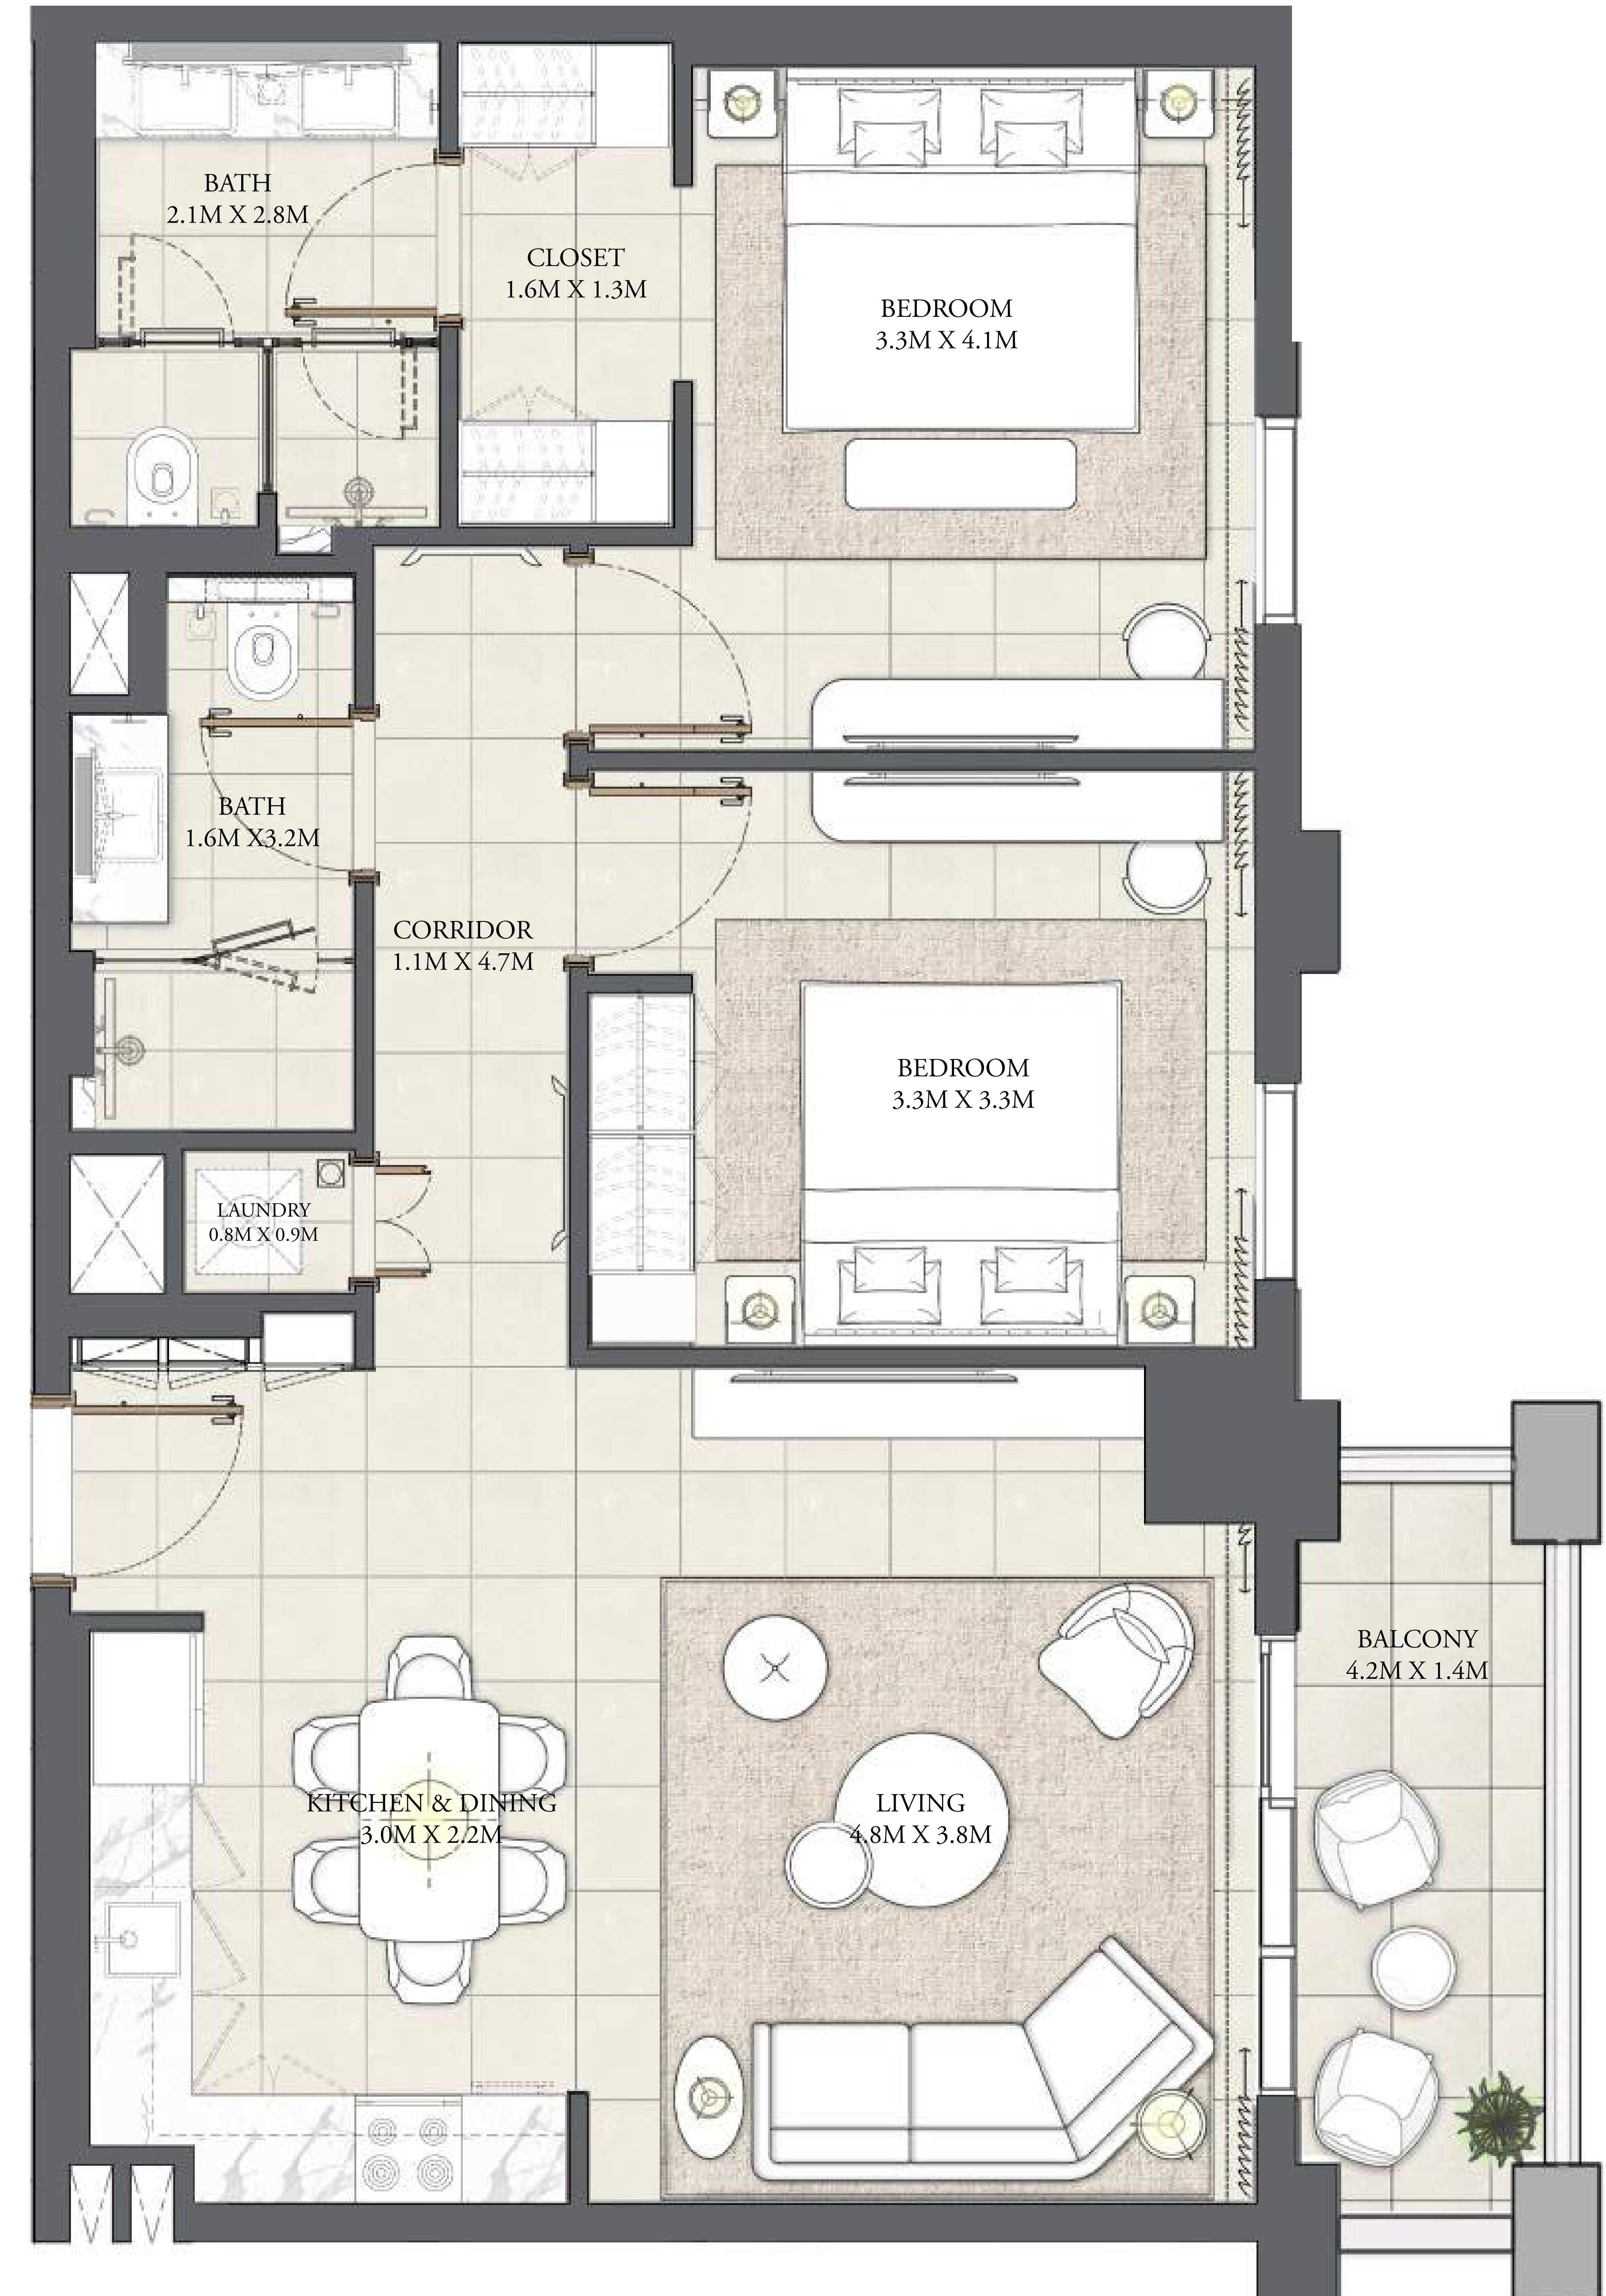 BATH
2.1M X 2.8M
CLOSET
1.6M X 1.3M
BEDROOM
3.3M X 4.1M
BATH
1.6M X3.2M
CORRIDOR
1.1M X 4.7M
BEDROOM
3.3M X 3.3M
LAUNDRY
0.8M X 0.9M
BALCONY
4.2M X 1.4M
KITCHEN & DINING
3.0M X 2.2M
LIVING
4.8M X 3.8M